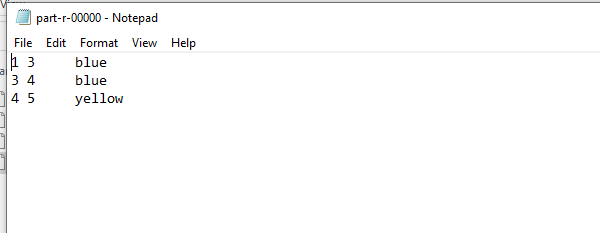 part-r-00000 - Notepad
File Edit Format View Help
1 3 blue
3 4 blue
4 5 yellow